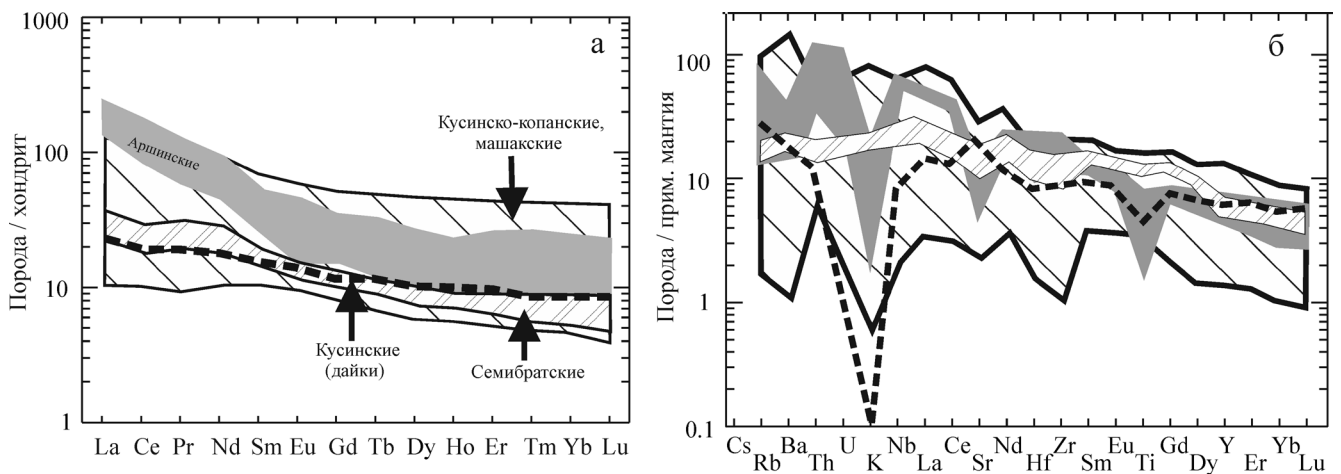 1000
100
10
1
Порода / хондрит
а
Аршинские
Кусинско-копанские,
машакские
Кусинские
(дайки)
Семибратские
La Ce Pr Nd Sm Eu Gd Tb Dy Ho Er Tm Yb Lu
100
10
1
0.1
Порода / прим. мантия
б
Cs Ba U Nb Ce Nd Zr Eu Gd Y Yb
Rb Th K La Sr Hf Sm Ti Dy Er Lu